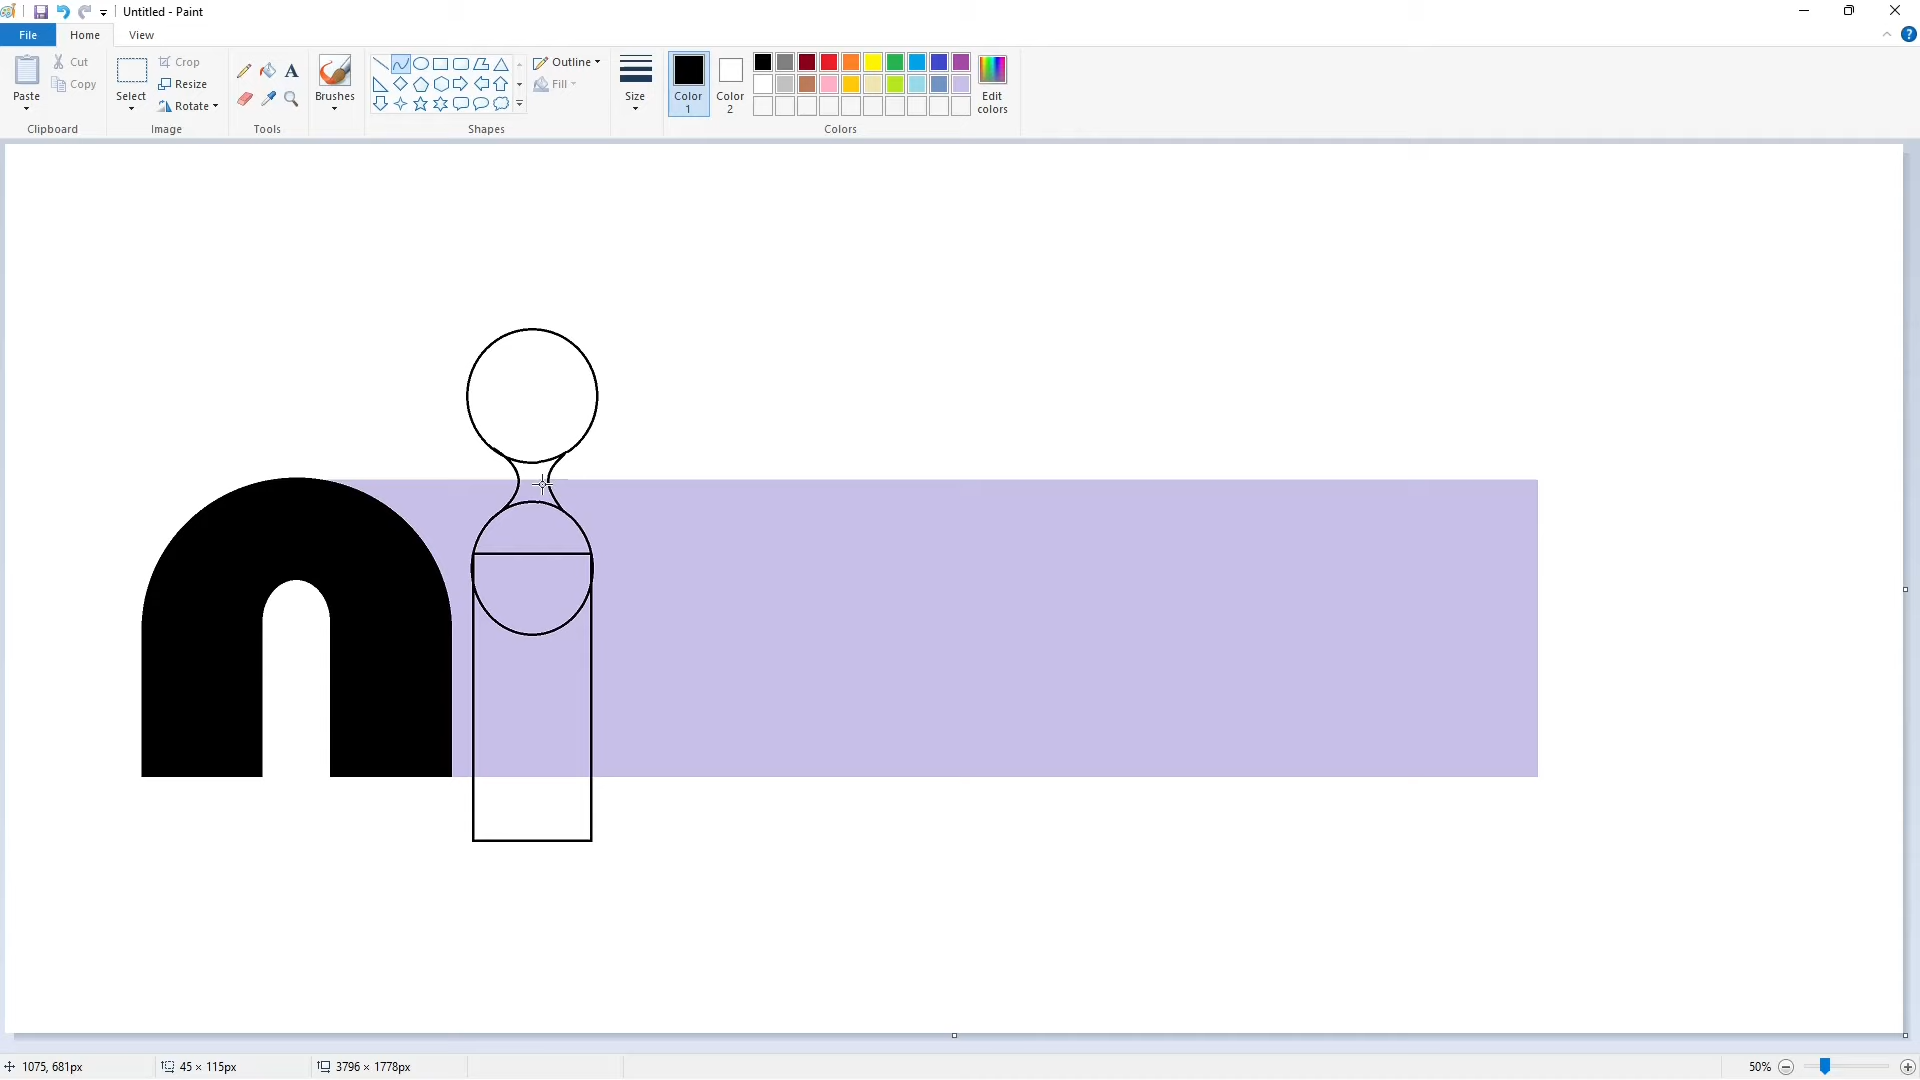 Untitled - Paint
File Home View
Paste
Cut
Copy
Clipboard
Select
Crop
Resize
Rotate
Image
A
Tools
Brushes
Outline
Fill
Shapes
Size
Color 1
Color 2
Edit colors
Colors
?
ni
1075, 681px
45 × 115px
3796 × 1778px
50%